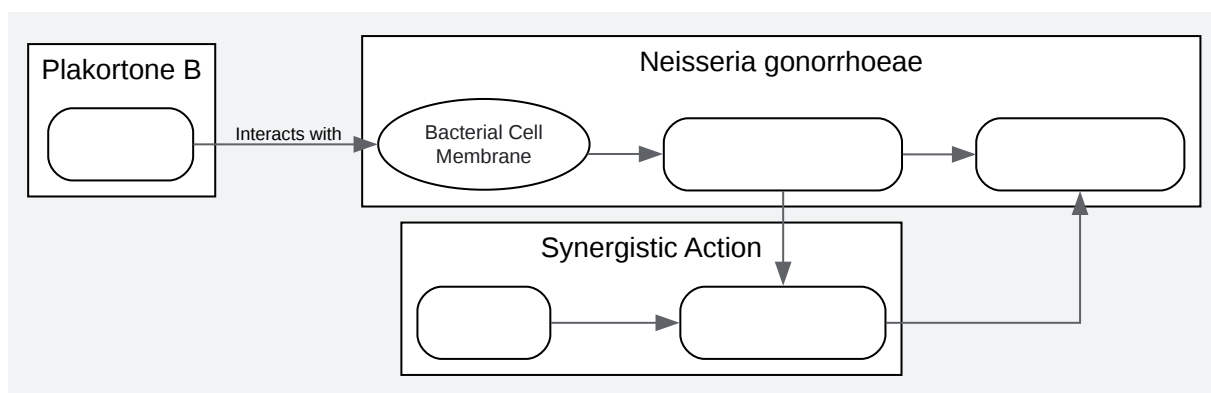 Plakortone B
Neisseria gonorrhoeae
Interacts with
Bacterial Cell
Membrane
Synergistic Action